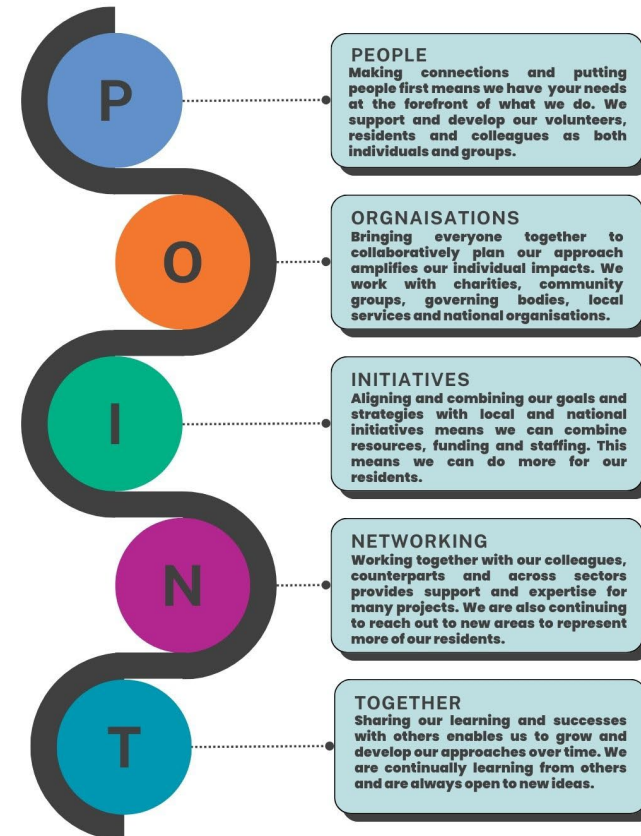 P
PEOPLE
Making connections and putting
people first means we have your needs
at the forefront of what we do. We
support and develop our volunteers,
residents and colleagues as both
individuals and groups.
O
ORGNAISATIONS
Bringing everyone together to
collaboratively plan our approach
amplifies our individual impacts. We
work with charities, community
groups, governing bodies, local
services and national organisations.
I
INITIATIVES
Aligning and combining our goals and
strategies with local and national
initiatives means we can combine
resources, funding and staffing. This
means we can do more for our
residents.
N
NETWORKING
Working together with our colleagues,
counterparts and across sectors
provides support and expertise for
many projects. We are also continuing
to reach out to new areas to represent
more of our residents.
T
TOGETHER
Sharing our learning and successes
with others enables us to grow and
develop our approaches over time. We
are continually learning from others
and are always open to new ideas.